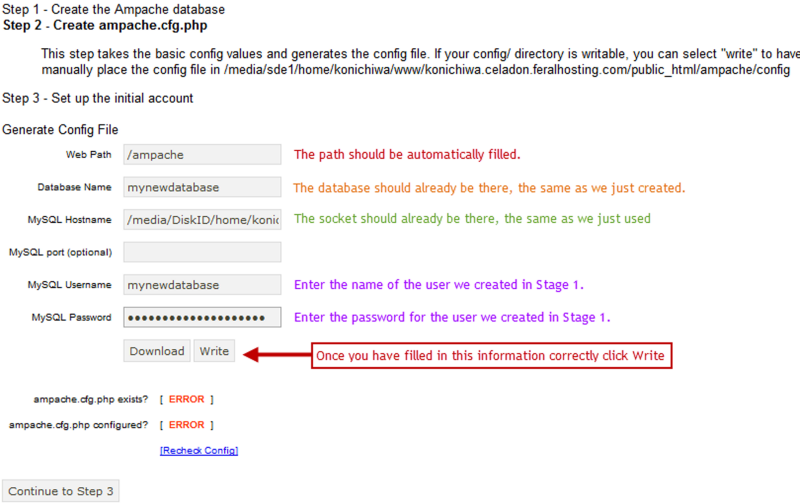 Step 1 - Create the Ampache database
Step 2 - Create ampache.cfg.php
This step takes the basic config values and generates the config file. If your config/ directory is writable, you can select "write" to have
manually place the config file in /media/sde1/home/konichiwa/www/konichiwa.celadon.feralhosting.com/public_html/ampache/config
Step 3 - Set up the initial account
Generate Config File
Web Path /ampache The path should be automatically filled.
Database Name mynewdatabase The database should already be there, the same as we just created.
MySQL Hostname /media/DiskID/home/konic The socket should already be there, the same as we just used
MySQL port (optional)
MySQL Username mynewdatabase Enter the name of the user we created in Stage 1.
MySQL Password ●●●●●●●●●●●●●●●●●●●● Enter the password for the user we created in Stage 1.
Download Write Once you have filled in this information correctly click Write
ampache.cfg.php exists? [ ERROR ]
ampache.cfg.php configured? [ ERROR ]
[Recheck Config]
Continue to Step 3